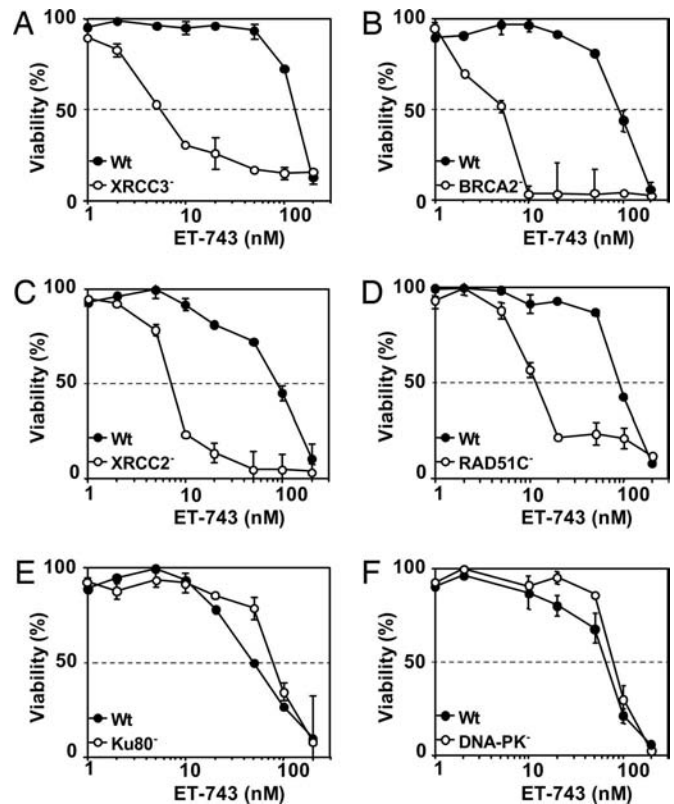 A
100
50
0
Viability (%)
Wt
XRCC3⁻
1 10 100
ET-743 (nM)
B
100
50
0
Viability (%)
Wt
BRCA2⁻
1 10 100
ET-743 (nM)
C
100
50
0
Viability (%)
Wt
XRCC2⁻
1 10 100
ET-743 (nM)
D
100
50
0
Viability (%)
Wt
RAD51C⁻
1 10 100
ET-743 (nM)
E
100
50
0
Viability (%)
Wt
Ku80⁻
1 10 100
ET-743 (nM)
F
100
50
0
Viability (%)
Wt
DNA-PK⁻
1 10 100
ET-743 (nM)